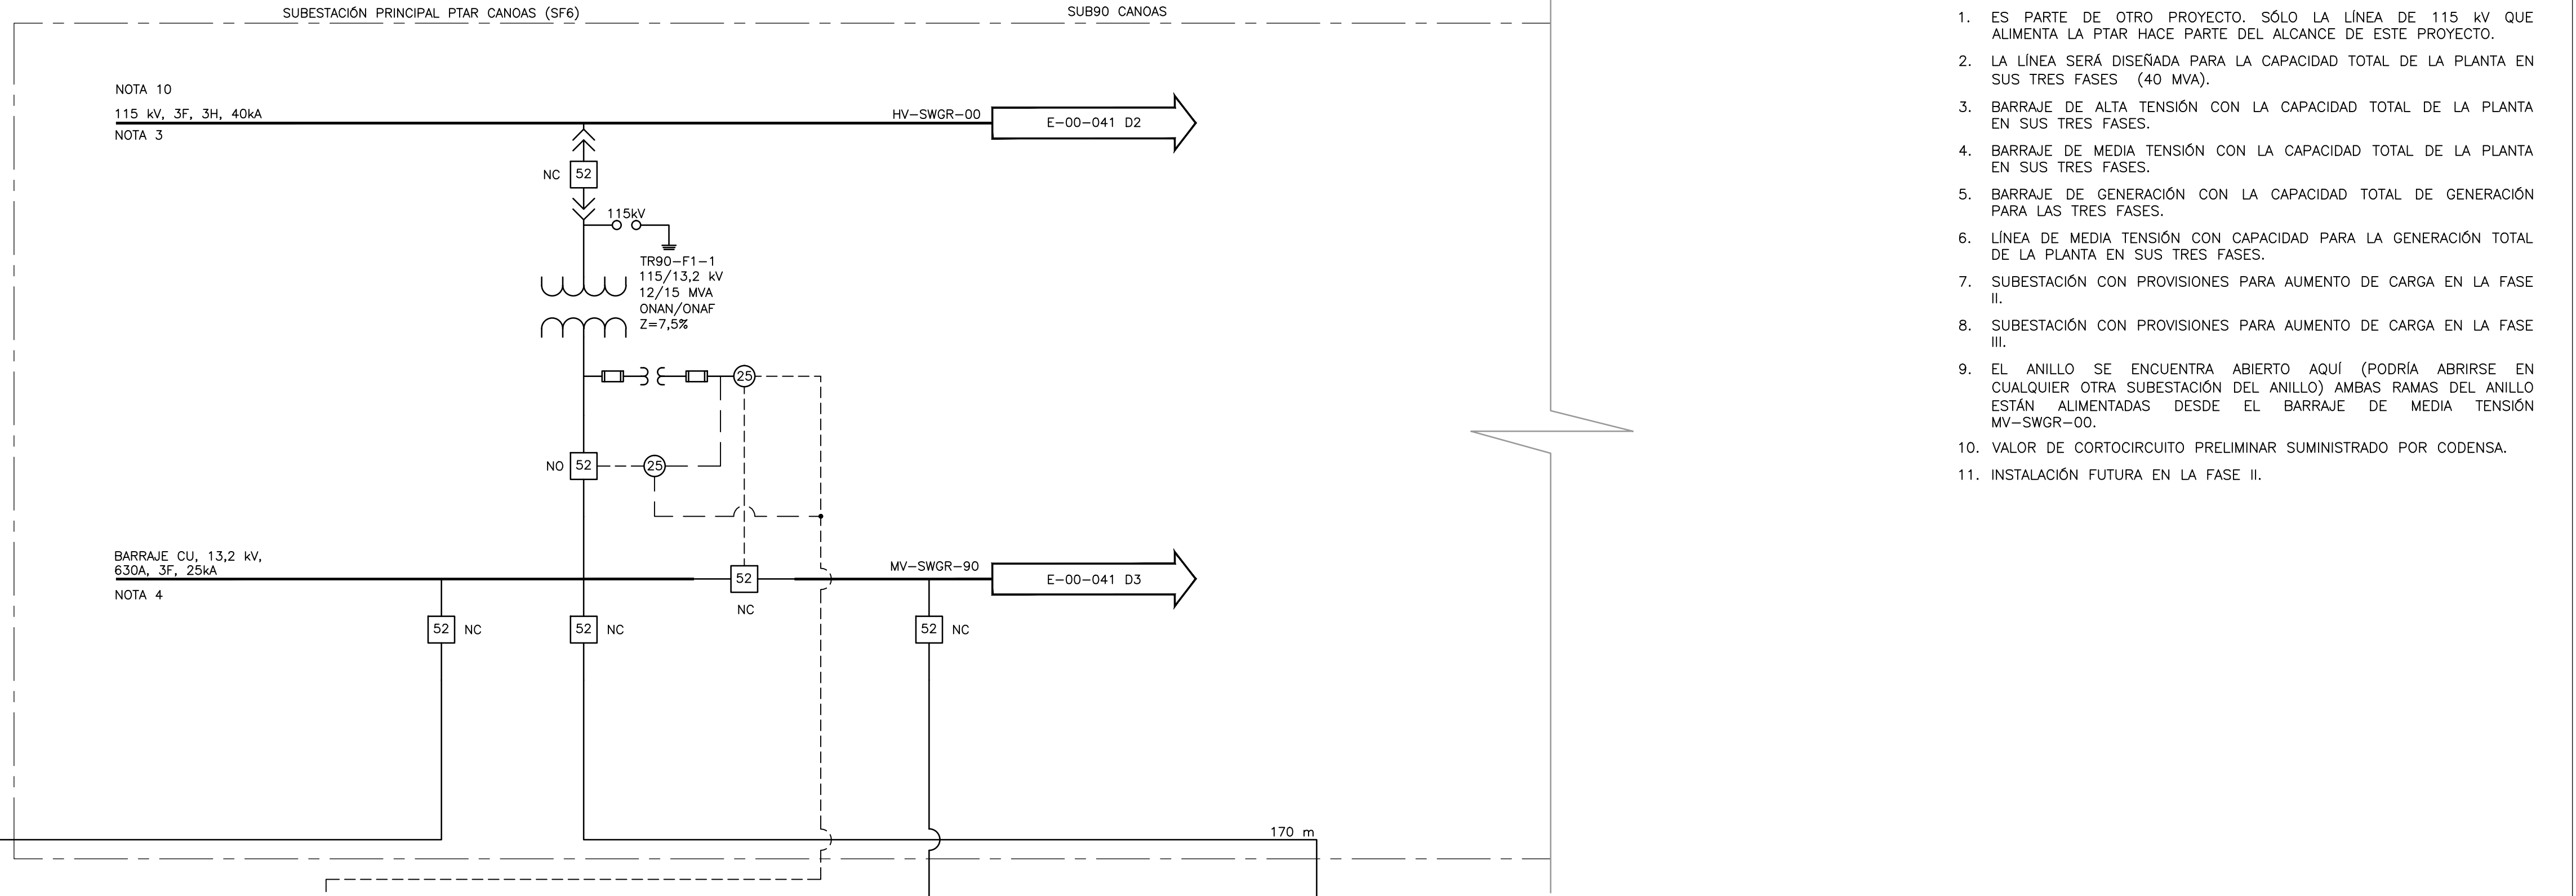 SUBESTACIÓN PRINCIPAL PTAR CANOAS (SF6)
SUB90 CANOAS
NOTA 10
115 kV, 3F, 3H, 40kA
NOTA 3
HV-SWGR-00
E-00-041 D2
NC
52
115kV
TR90-F1-1
115/13,2 kV
12/15 MVA
ONAN/ONAF
Z=7,5%
25
NO
52
25
BARRAJE CU, 13,2 kV,
630A, 3F, 25kA
NOTA 4
52
NC
MV-SWGR-90
E-00-041 D3
52
NC
52
NC
52
NC
170 m
1. ES PARTE DE OTRO PROYECTO. SÓLO LA LÍNEA DE 115 kV QUE
ALIMENTA LA PTAR HACE PARTE DEL ALCANCE DE ESTE PROYECTO.
2. LA LÍNEA SERÁ DISEÑADA PARA LA CAPACIDAD TOTAL DE LA PLANTA EN
SUS TRES FASES (40 MVA).
3. BARRAJE DE ALTA TENSIÓN CON LA CAPACIDAD TOTAL DE LA PLANTA
EN SUS TRES FASES.
4. BARRAJE DE MEDIA TENSIÓN CON LA CAPACIDAD TOTAL DE LA PLANTA
EN SUS TRES FASES.
5. BARRAJE DE GENERACIÓN CON LA CAPACIDAD TOTAL DE GENERACIÓN
PARA LAS TRES FASES.
6. LÍNEA DE MEDIA TENSIÓN CON CAPACIDAD PARA LA GENERACIÓN TOTAL
DE LA PLANTA EN SUS TRES FASES.
7. SUBESTACIÓN CON PROVISIONES PARA AUMENTO DE CARGA EN LA FASE
II.
8. SUBESTACIÓN CON PROVISIONES PARA AUMENTO DE CARGA EN LA FASE
III.
9. EL ANILLO SE ENCUENTRA ABIERTO AQUÍ (PODRÍA ABRIRSE EN
CUALQUIER OTRA SUBESTACIÓN DEL ANILLO) AMBAS RAMAS DEL ANILLO
ESTÁN ALIMENTADAS DESDE EL BARRAJE DE MEDIA TENSIÓN
MV-SWGR-00.
10. VALOR DE CORTOCIRCUITO PRELIMINAR SUMINISTRADO POR CODENSA.
11. INSTALACIÓN FUTURA EN LA FASE II.